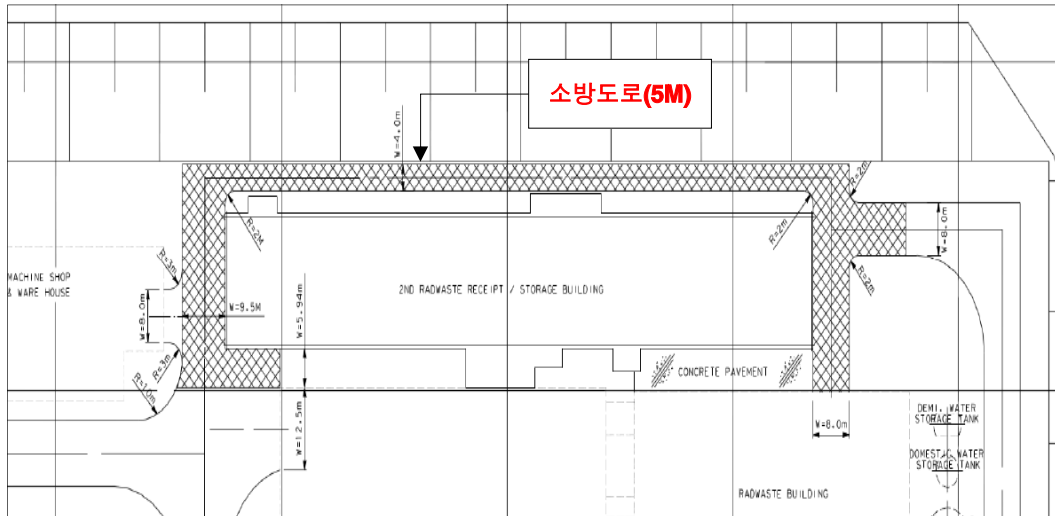 소방도로(5M)
W=4.0m
R=2m
R=2M
R=2m
W=8.0m
R=3m
MACHINE SHOP
& WARE HOUSE
2ND RADWASTE RECEIPT / STORAGE BUILDING
R=2m
W=8.0m
W=9.5M
W=5.94m
R=3m
R=10m
CONCRETE PAVEMENT
W=12.5m
W=8.0m
DEMI. WATER
STORAGE TANK
DOMESTIC WATER
STORAGE TANK
RADWASTE BUILDING